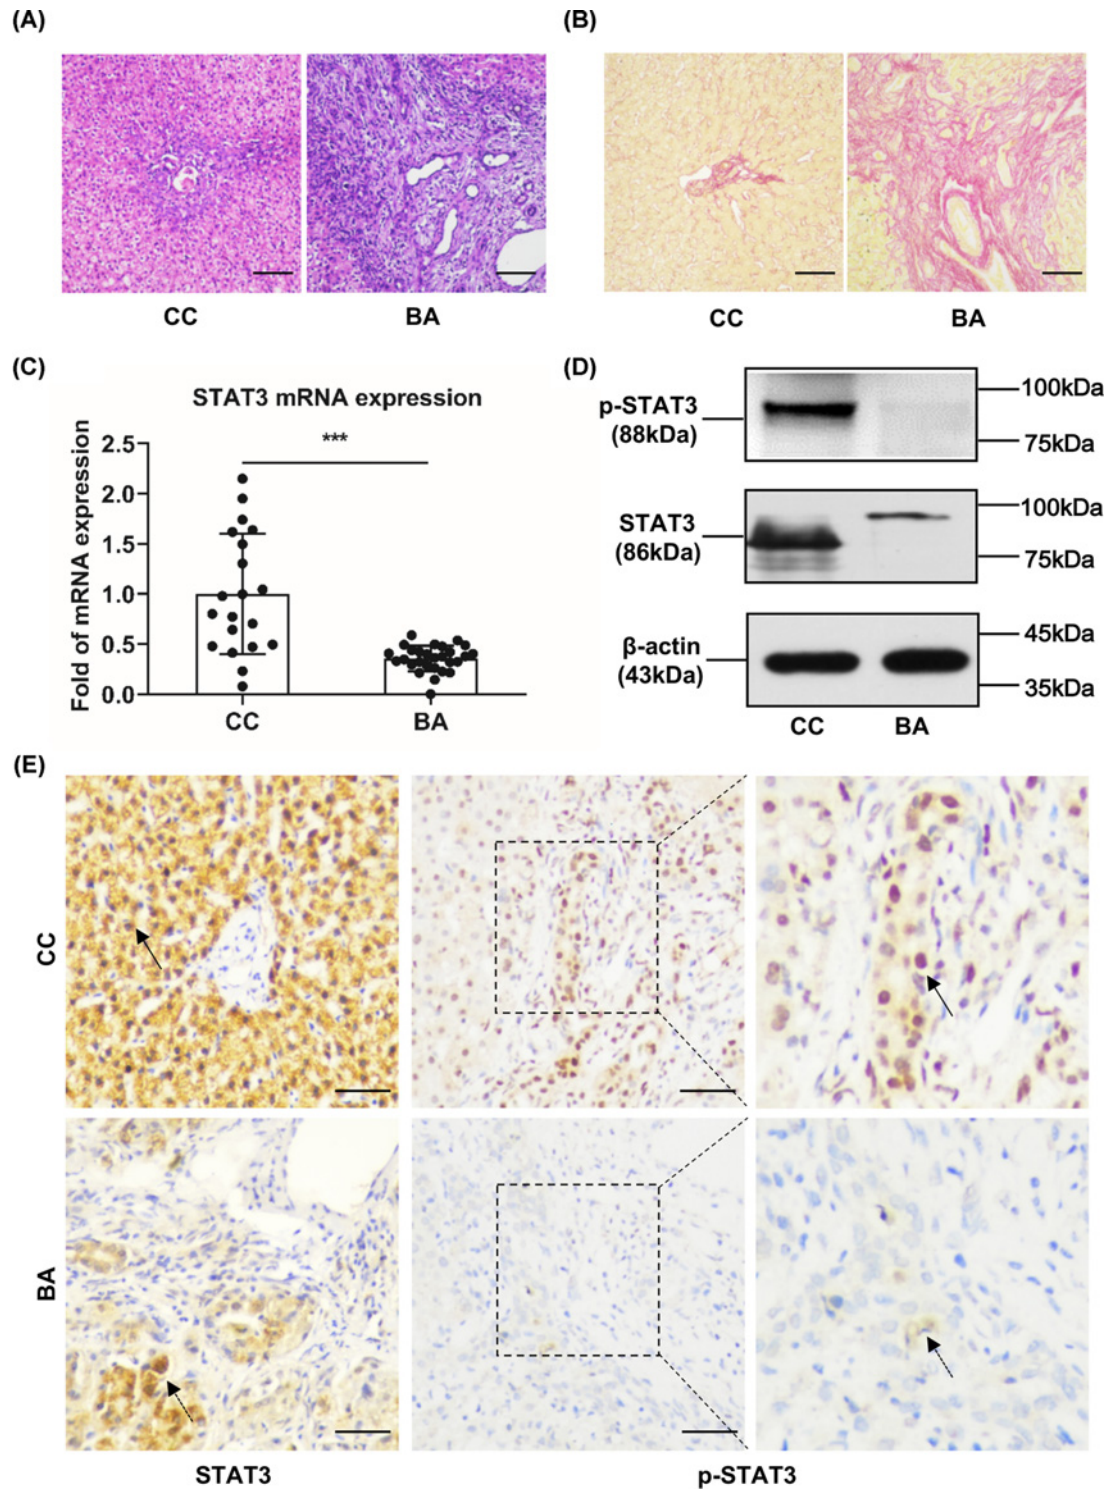 (A)
(B)
CC
BA
CC
BA
(C)
STAT3 mRNA expression
***
Fold of mRNA expression
2.5
2.0
1.5
1.0
0.5
0.0
CC
BA
(D)
p-STAT3
(88kDa)
100kDa
75kDa
STAT3
(86kDa)
100kDa
75kDa
β-actin
(43kDa)
45kDa
35kDa
CC
BA
(E)
CC
BA
STAT3
p-STAT3